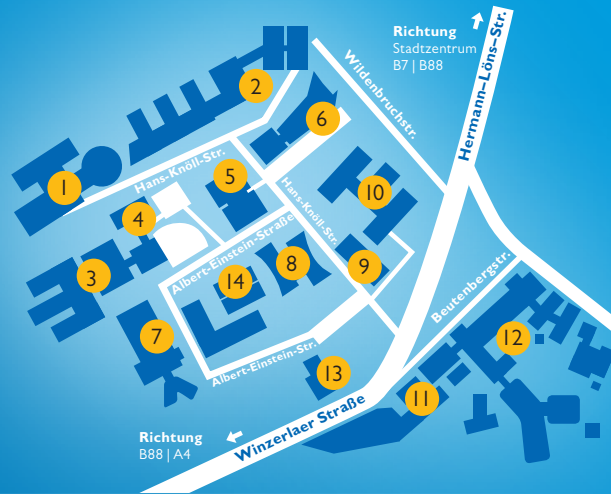 Richtung
Stadtzentrum
B7 | B88
Hermann–Löns–Str.
Wildenbruchstr.
2
6
Hans-Knöll-Str.
1
5
10
Hans-Knöll-Str.
4
Albert-Einstein-Straße
3
14
8
9
Beutenbergstr.
7
12
Albert-Einstein-Str.
13
11
Winzerlaer Straße
Richtung
B88 | A4